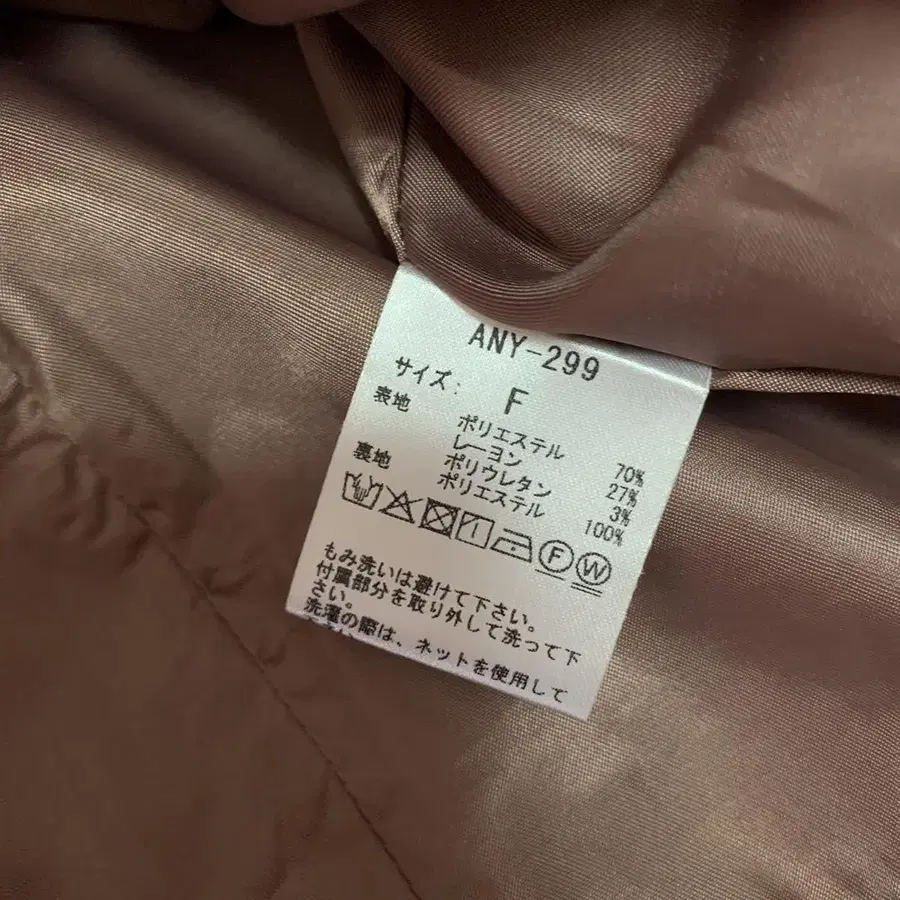 ANY-299
サイズ: F
表地 ポリエステル 70%
レーヨン 27%
ポリウレタン 3%
裏地 ポリエステル 100%
F W
もみ洗いは避けて下さい。
付属部分を取り外して洗って下
さい。
洗濯の際は、ネットを使用して